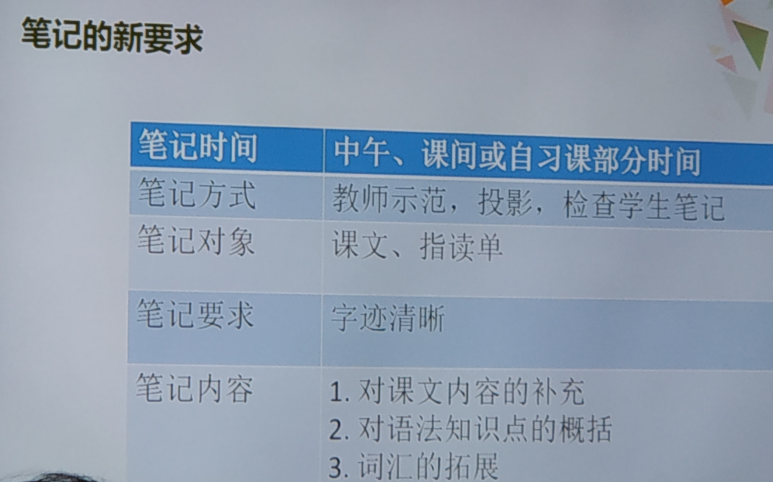 笔记的新要求
笔记时间 中午、课间或自习课部分时间
笔记方式 教师示范，投影，检查学生笔记
笔记对象 课文、指读单
笔记要求 字迹清晰
笔记内容 1. 对课文内容的补充
2. 对语法知识点的概括
3. 词汇的拓展